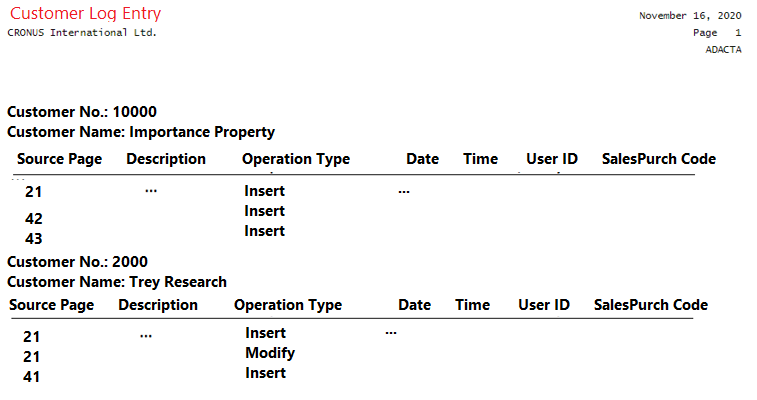 Customer Log Entry
November 16, 2020
CRONUS International Ltd.
Page 1
ADACTA
Customer No.: 10000
Customer Name: Importance Property
Source Page Description Operation Type Date Time User ID SalesPurch Code
21 ... Insert ...
42 Insert
43 Insert
Customer No.: 2000
Customer Name: Trey Research
Source Page Description Operation Type Date Time User ID SalesPurch Code
21 ... Insert ...
21 Modify
41 Insert